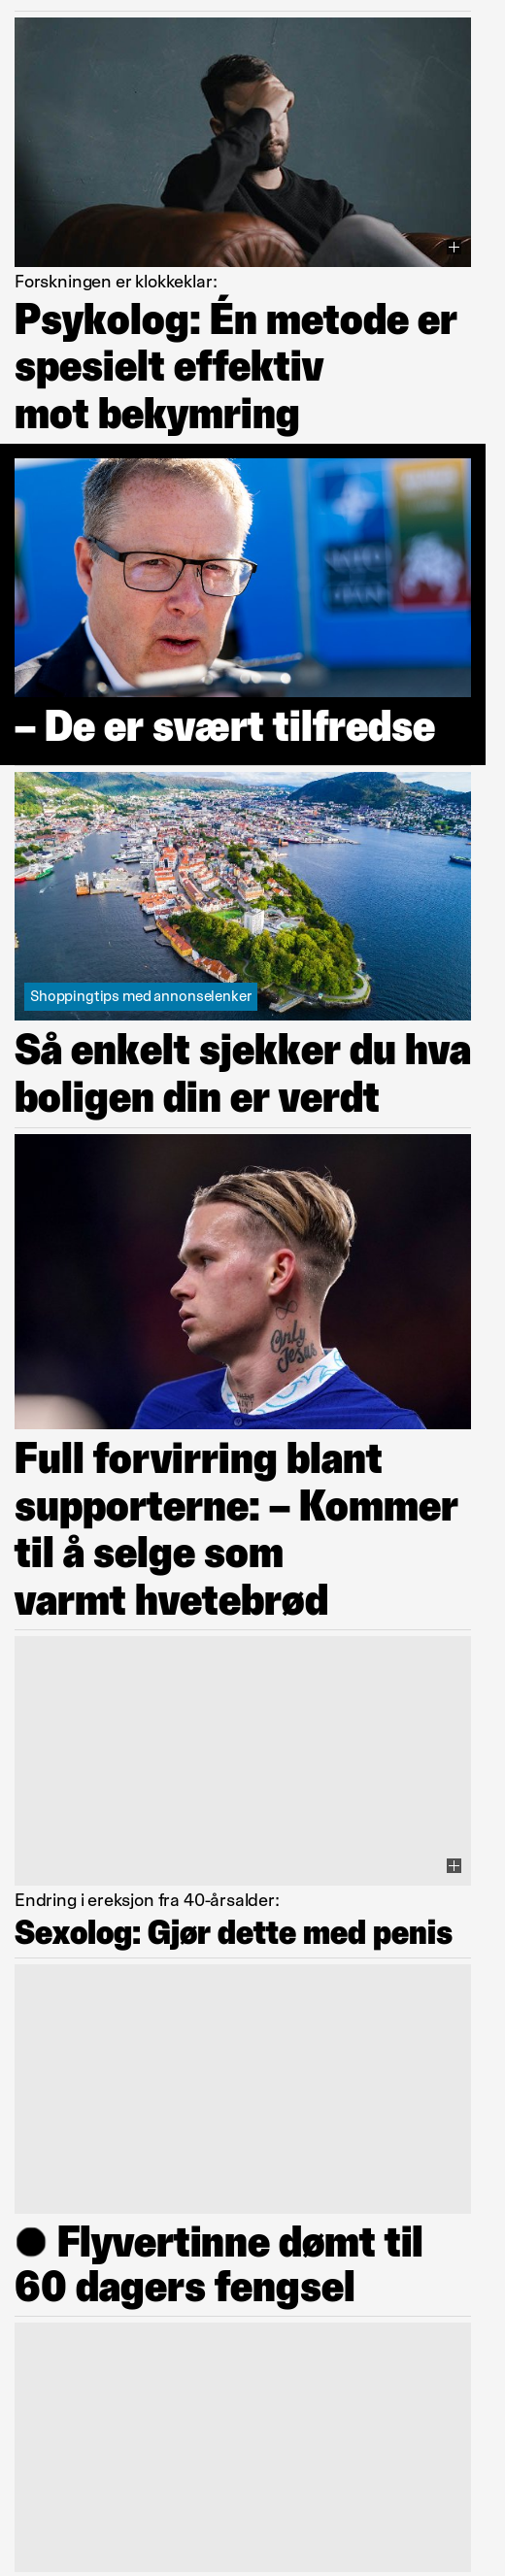 Forskningen er klokkeklar:
Psykolog: Én metode er
spesielt effektiv
mot bekymring
– De er svært tilfredse
Shoppingtips med annonselenker
Så enkelt sjekker du hva
boligen din er verdt
Only
Jesus
Full forvirring blant
supporterne: – Kommer
til å selge som
varmt hvetebrød
Endring i ereksjon fra 40-årsalder:
Sexolog: Gjør dette med penis
● Flyvertinne dømt til
60 dagers fengsel